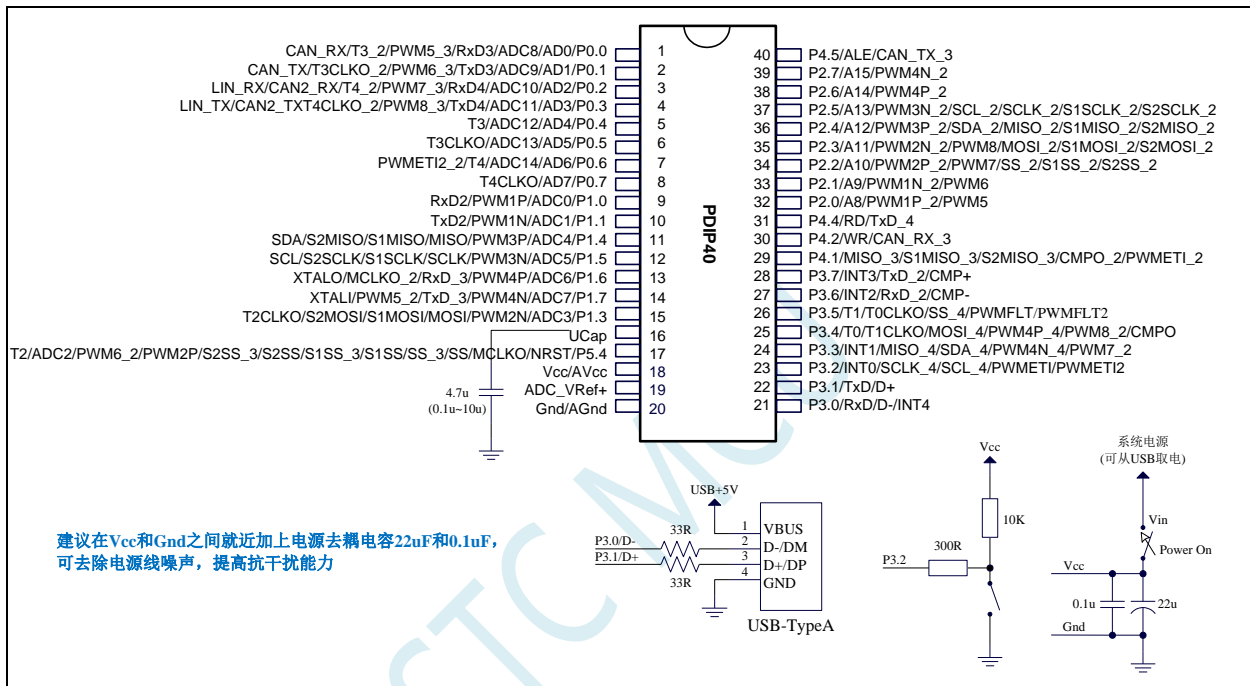 CAN_RX/T3_2/PWM5_3/RxD3/ADC8/AD0/P0.0
1
CAN_TX/T3CLKO_2/PWM6_3/TxD3/ADC9/AD1/P0.1
2
LIN_RX/CAN2_RX/T4_2/PWM7_3/RxD4/ADC10/AD2/P0.2
3
LIN_TX/CAN2_TXT4CLKO_2/PWM8_3/TxD4/ADC11/AD3/P0.3
4
T3/ADC12/AD4/P0.4
5
T3CLKO/ADC13/AD5/P0.5
6
PWMETI2_2/T4/ADC14/AD6/P0.6
7
T4CLKO/AD7/P0.7
8
RxD2/PWM1P/ADC0/P1.0
9
TxD2/PWM1N/ADC1/P1.1
10
SDA/S2MISO/S1MISO/MISO/PWM3P/ADC4/P1.4
11
SCL/S2SCLK/S1SCLK/SCLK/PWM3N/ADC5/P1.5
12
XTALO/MCLKO_2/RxD_3/PWM4P/ADC6/P1.6
13
XTALI/PWM5_2/TxD_3/PWM4N/ADC7/P1.7
14
T2CLKO/S2MOSI/S1MOSI/MOSI/PWM2N/ADC3/P1.3
15
UCap
16
T2/ADC2/PWM6_2/PWM2P/S2SS_3/S2SS/S1SS_3/S1SS/SS_3/SS/MCLKO/NRST/P5.4
17
Vcc/AVcc
18
ADC_VRef+
19
Gnd/AGnd
20
4.7u
(0.1u~10u)
PDIP40
40 P4.5/ALE/CAN_TX_3
39 P2.7/A15/PWM4N_2
38 P2.6/A14/PWM4P_2
37 P2.5/A13/PWM3N_2/SCL_2/SCLK_2/S1SCLK_2/S2SCLK_2
36 P2.4/A12/PWM3P_2/SDA_2/MISO_2/S1MISO_2/S2MISO_2
35 P2.3/A11/PWM2N_2/PWM8/MOSI_2/S1MOSI_2/S2MOSI_2
34 P2.2/A10/PWM2P_2/PWM7/SS_2/S1SS_2/S2SS_2
33 P2.1/A9/PWM1N_2/PWM6
32 P2.0/A8/PWM1P_2/PWM5
31 P4.4/RD/TxD_4
30 P4.2/WR/CAN_RX_3
29 P4.1/MISO_3/S1MISO_3/S2MISO_3/CMPO_2/PWMETI_2
28 P3.7/INT3/TxD_2/CMP+
27 P3.6/INT2/RxD_2/CMP-
26 P3.5/T1/T0CLKO/SS_4/PWMFLT/PWMFLT2
25 P3.4/T0/T1CLKO/MOSI_4/PWM4P_4/PWM8_2/CMPO
24 P3.3/INT1/MISO_4/SDA_4/PWM4N_4/PWM7_2
23 P3.2/INT0/SCLK_4/SCL_4/PWMETI/PWMETI2
22 P3.1/TxD/D+
21 P3.0/RxD/D-/INT4
建议在Vcc和Gnd之间就近加上电源去耦电容22uF和0.1uF，
可去除电源线噪声，提高抗干扰能力
USB+5V
33R
P3.0/D-
P3.1/D+
33R
1 VBUS
2 D-/DM
3 D+/DP
4 GND
USB-TypeA
Vcc
10K
300R
P3.2
系统电源
(可从USB取电)
Vin
Power On
Vcc
0.1u
22u
Gnd
STC MCU